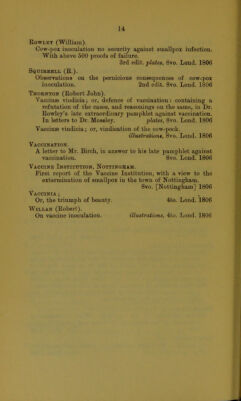 14
ROWLEY (William).
Cow-pox inoculation no security against smallpox infection.
With above 500 proofs of failure.
3rd edit. plates, 8vo. Lond. 1806
SQUIRRELL (R.).
Observations on the pernicious consequences of cow-pox
inoculation. 2nd edit. 8vo. Lond. 1806
THORNTON (Robert John).
Vaccinæ vindicia; or, defence of vaccination: containing a
refutation of the cases, and reasonings on the same, in Dr.
Rowley's late extraordinary pamphlet against vaccination.
In letters to Dr. Moseley. plates, 8vo. Lond. 1806
Vaccinæ vindicia; or, vindication of the cow-pock.
illustrations, 8vo. Lond. 1806
VACCINATION.
A letter to Mr. Birch, in answer to his late pamphlet against
vaccination. 8vo. Lond. 1806
VACCINE INSTITUTION, NOTTINGHAM.
First report of the Vaccine Institution, with a view to the
extermination of smallpox in the town of Nottingham.
8vo. [Nottingham] 1806
VACCINIA;
Or, the triumph of beauty. 4to. Lond. 1806
WILLAN (Robert).
On vaccine inoculation. illustrations, 4to. Lond. 1806